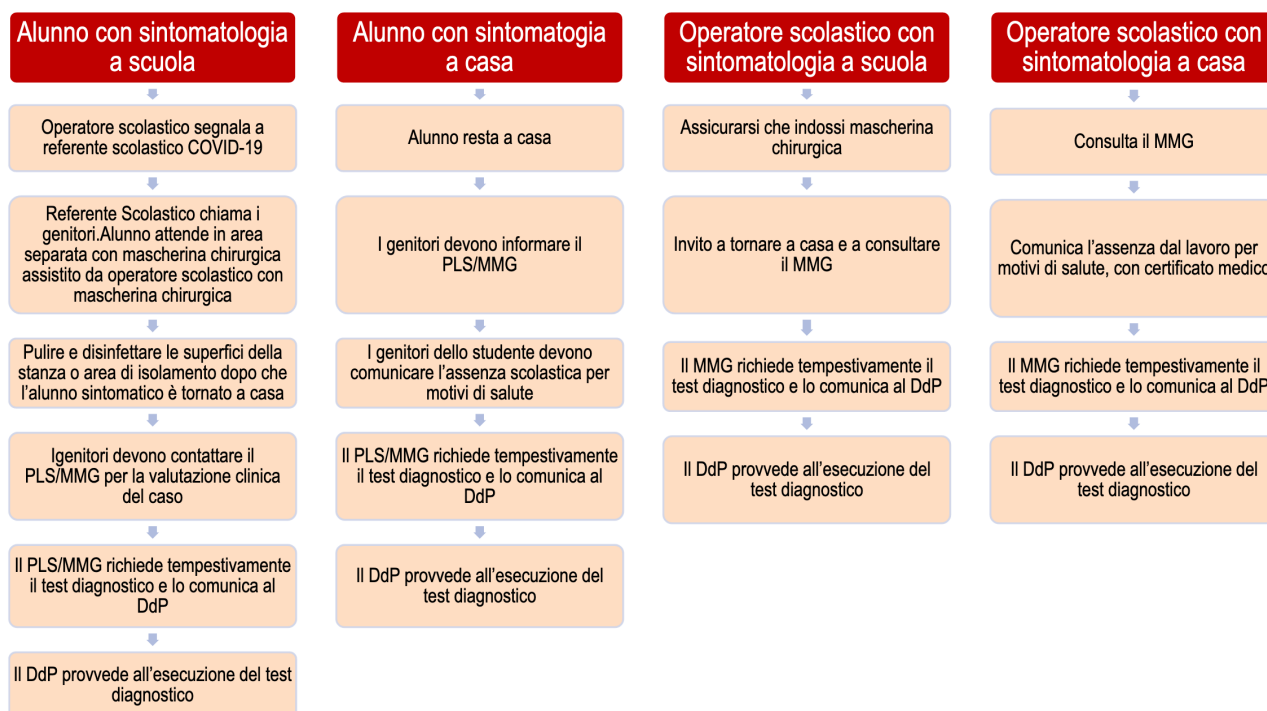 Alunno con sintomatologia
a scuola
Operatore scolastico segnala a
referente scolastico COVID-19
Referente Scolastico chiama i
genitori.Alunno attende in area
separata con mascherina chirurgica
assistito da operatore scolastico con
mascherina chirurgica
Pulire e disinfettare le superfici della
stanza o area di isolamento dopo che
l'alunno sintomatico è tornato a casa
Igenitori devono contattare il
PLS/MMG per la valutazione clinica
del caso
Il PLS/MMG richiede tempestivamente
il test diagnostico e lo comunica al
DdP
Il DdP provvede all'esecuzione del test
diagnostico
Alunno con sintomatogia
a casa
Alunno resta a casa
I genitori devono informare il
PLS/MMG
I genitori dello studente devono
comunicare l'assenza scolastica per
motivi di salute
Il PLS/MMG richiede tempestivamente
il test diagnostico e lo comunica al
DdP
Il DdP provvede all'esecuzione del
test diagnostico
Operatore scolastico con
sintomatologia a scuola
Assicurarsi che indossi mascherina
chirurgica
Invito a tornare a casa e a consultare
il MMG
Il MMG richiede tempestivamente il
test diagnostico e lo comunica al DdP
Il DdP provvede all'esecuzione del
test diagnostico
Operatore scolastico con
sintomatologia a casa
Consulta il MMG
Comunica l'assenza dal lavoro per
motivi di salute, con certificato medico
Il MMG richiede tempestivamente il
test diagnostico e lo comunica al DdP
Il DdP provvede all'esecuzione del
test diagnostico